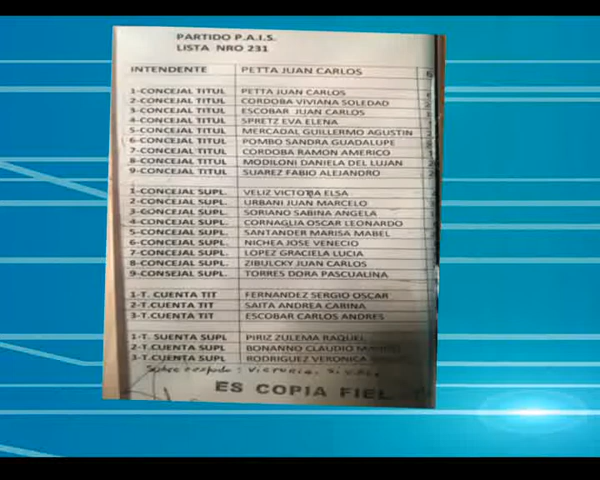 PARTIDO P.A.I.S.
LISTA NRO 231
INTENDENTE PETTA JUAN CARLOS 6
1-CONCEJAL TITUL PETTA JUAN CARLOS
2-CONCEJAL TITUL CORDOBA VIVIANA SOLEDAD
3-CONCEJAL TITUL ESCOBAR JUAN CARLOS
4-CONCEJAL TITUL SPRETZ EVA ELENA
5-CONCEJAL TITUL MERCADAL GUILLERMO AGUSTIN
6-CONCEJAL TITUL POMBO SANDRA GUADALUPE
7-CONCEJAL TITUL CORDOBA RAMON AMERICO
8-CONCEJAL TITUL MODILONI DANIELA DEL LUJAN
9-CONCEJAL TITUL SUAREZ FABIO ALEJANDRO
1-CONCEJAL SUPL. VELIZ VICTORIA ELSA
2-CONCEJAL SUPL. URBANI JUAN MARCELO
3-CONCEJAL SUPL. SORIANO SABINA ANGELA
4-CONCEJAL SUPL. CORNAGLIA OSCAR LEONARDO
5-CONCEJAL SUPL. SANTANDER MARISA MABEL
6-CONCEJAL SUPL. NICHEA JOSE VENECIO
7-CONCEJAL SUPL. LOPEZ GRACIELA LUCIA
8-CONCEJAL SUPL. ZIBULCKY JUAN CARLOS
9-CONSEJAL SUPL. TORRES DORA PASCUALINA
1-T. CUENTA TIT FERNANDEZ SERGIO OSCAR
2-T.CUENTA TIT SAITA ANDREA CARINA
3-T.CUENTA TIT ESCOBAR CARLOS ANDRES
1-T. SUENTA SUPL PIRIZ ZULEMA RAQUEL
2-T.CUENTA SUPL BONANNO CLAUDIO
3-T.CUENTA SUPL RODRIGUEZ VERONICA
ES COPIA FIEL